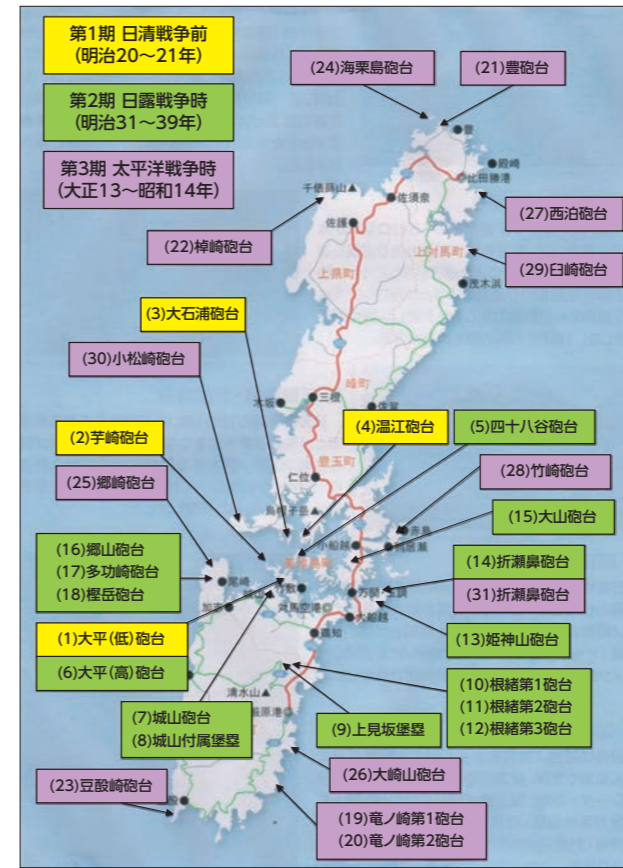 第1期 日清戦争前
(明治20～21年)
第2期 日露戦争時
(明治31～39年)
第3期 太平洋戦争時
(大正13～昭和14年)
(24)海栗島砲台
(21)豊砲台
豊
殿崎
比田勝港
千俵蒔山
佐須奈
佐護
(27)西泊砲台
(22)棹崎砲台
上県町
上対馬町
(29)臼崎砲台
茂木浜
(3)大石浦砲台
(30)小松崎砲台
峰町
三根
木坂
佐賀
(4)温江砲台
(5)四十八谷砲台
(2)芋崎砲台
豊玉町
仁位
(28)竹崎砲台
(25)郷崎砲台
烏帽子岳
赤島
(15)大山砲台
小船越
(16)郷山砲台
(17)多功崎砲台
(18)樫岳砲台
尾崎
美津島町
(14)折瀬鼻砲台
(31)折瀬鼻砲台
竹敷
加志
対馬空港
万関
大船越
(1)大平(低)砲台
(6)大平(高)砲台
(13)姫神山砲台
雞知
(7)城山砲台
(8)城山付属堡塁
清水山
厳原港
(9)上見坂堡塁
(10)根緒第1砲台
(11)根緒第2砲台
(12)根緒第3砲台
(26)大崎山砲台
(23)豆酘崎砲台
(19)竜ノ崎第1砲台
(20)竜ノ崎第2砲台